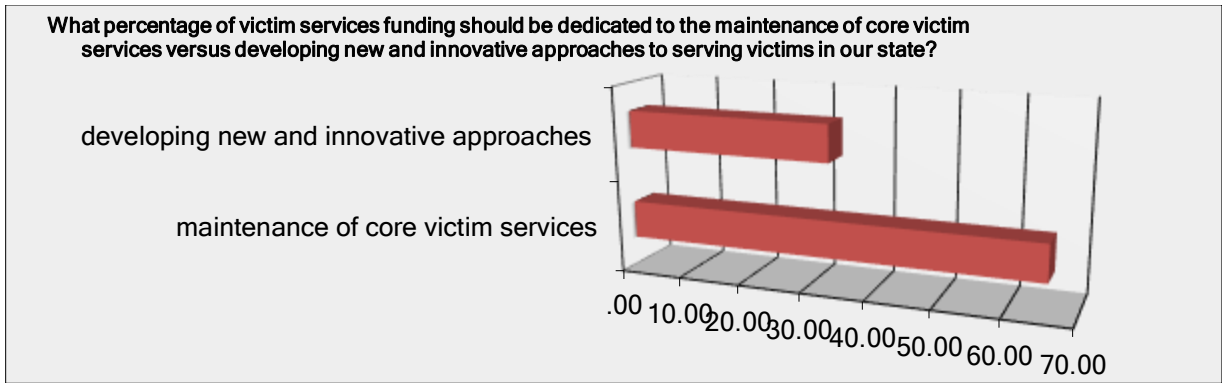 What percentage of victim services funding should be dedicated to the maintenance of core victim
services versus developing new and innovative approaches to serving victims in our state?
developing new and innovative approaches
maintenance of core victim services
.00 10.00 20.00 30.00 40.00 50.00 60.00 70.00